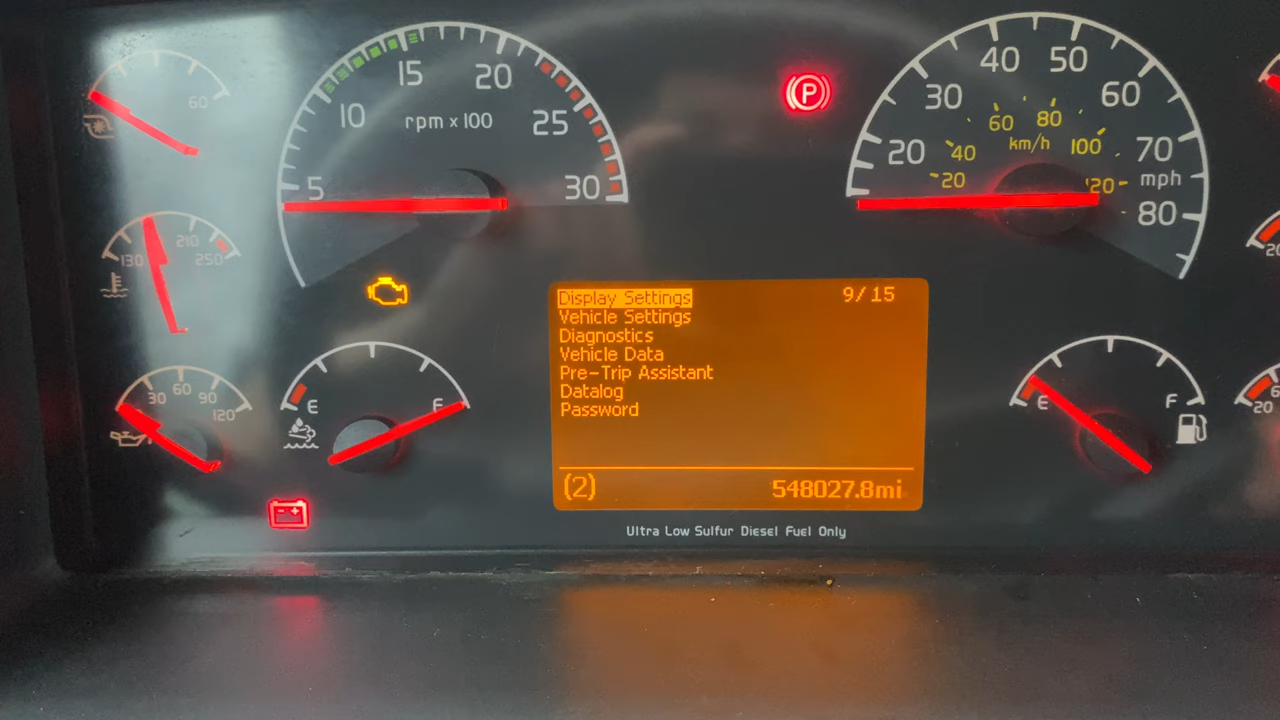 60
130
210
250
30
60
90
120
5
10
15
20
25
30
rpm x 100
E
F
P
20
30
40
50
60
70
80
mph
20
40
60
80
100
120
km/h
Display Settings
9/15
Vehicle Settings
Diagnostics
Vehicle Data
Pre-Trip Assistant
Datalog
Password
(2)
548027.8mi
Ultra Low Sulfur Diesel Fuel Only
E
F
20